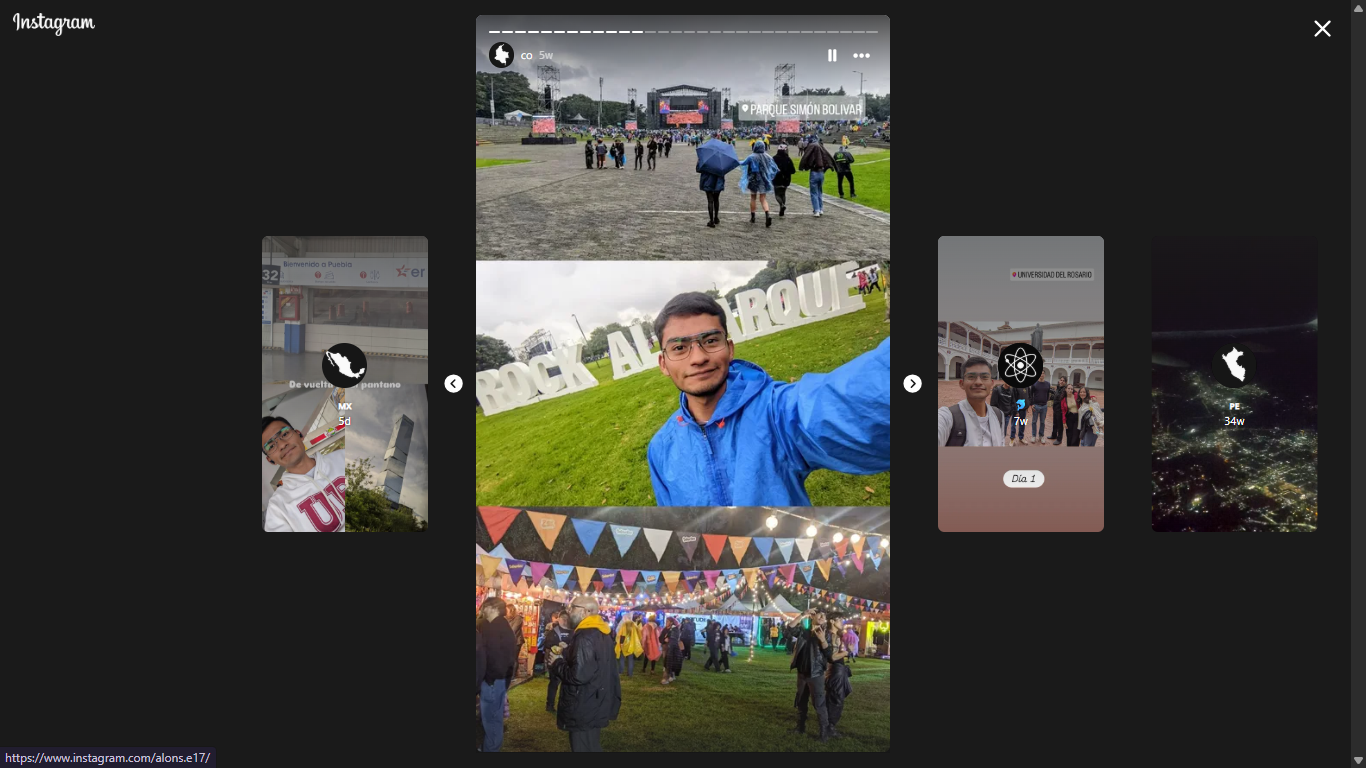 Instagram
co 5w
PARQUE SIMÓN BOLIVAR
ROCK AL PARQUE
32
Bienvenido a Puebla
er
De vuelta
pantano
MX
5d
UNIVERSIDAD DEL ROSARIO
7w
Día 1
PE
34w
https://www.instagram.com/alons.e17/